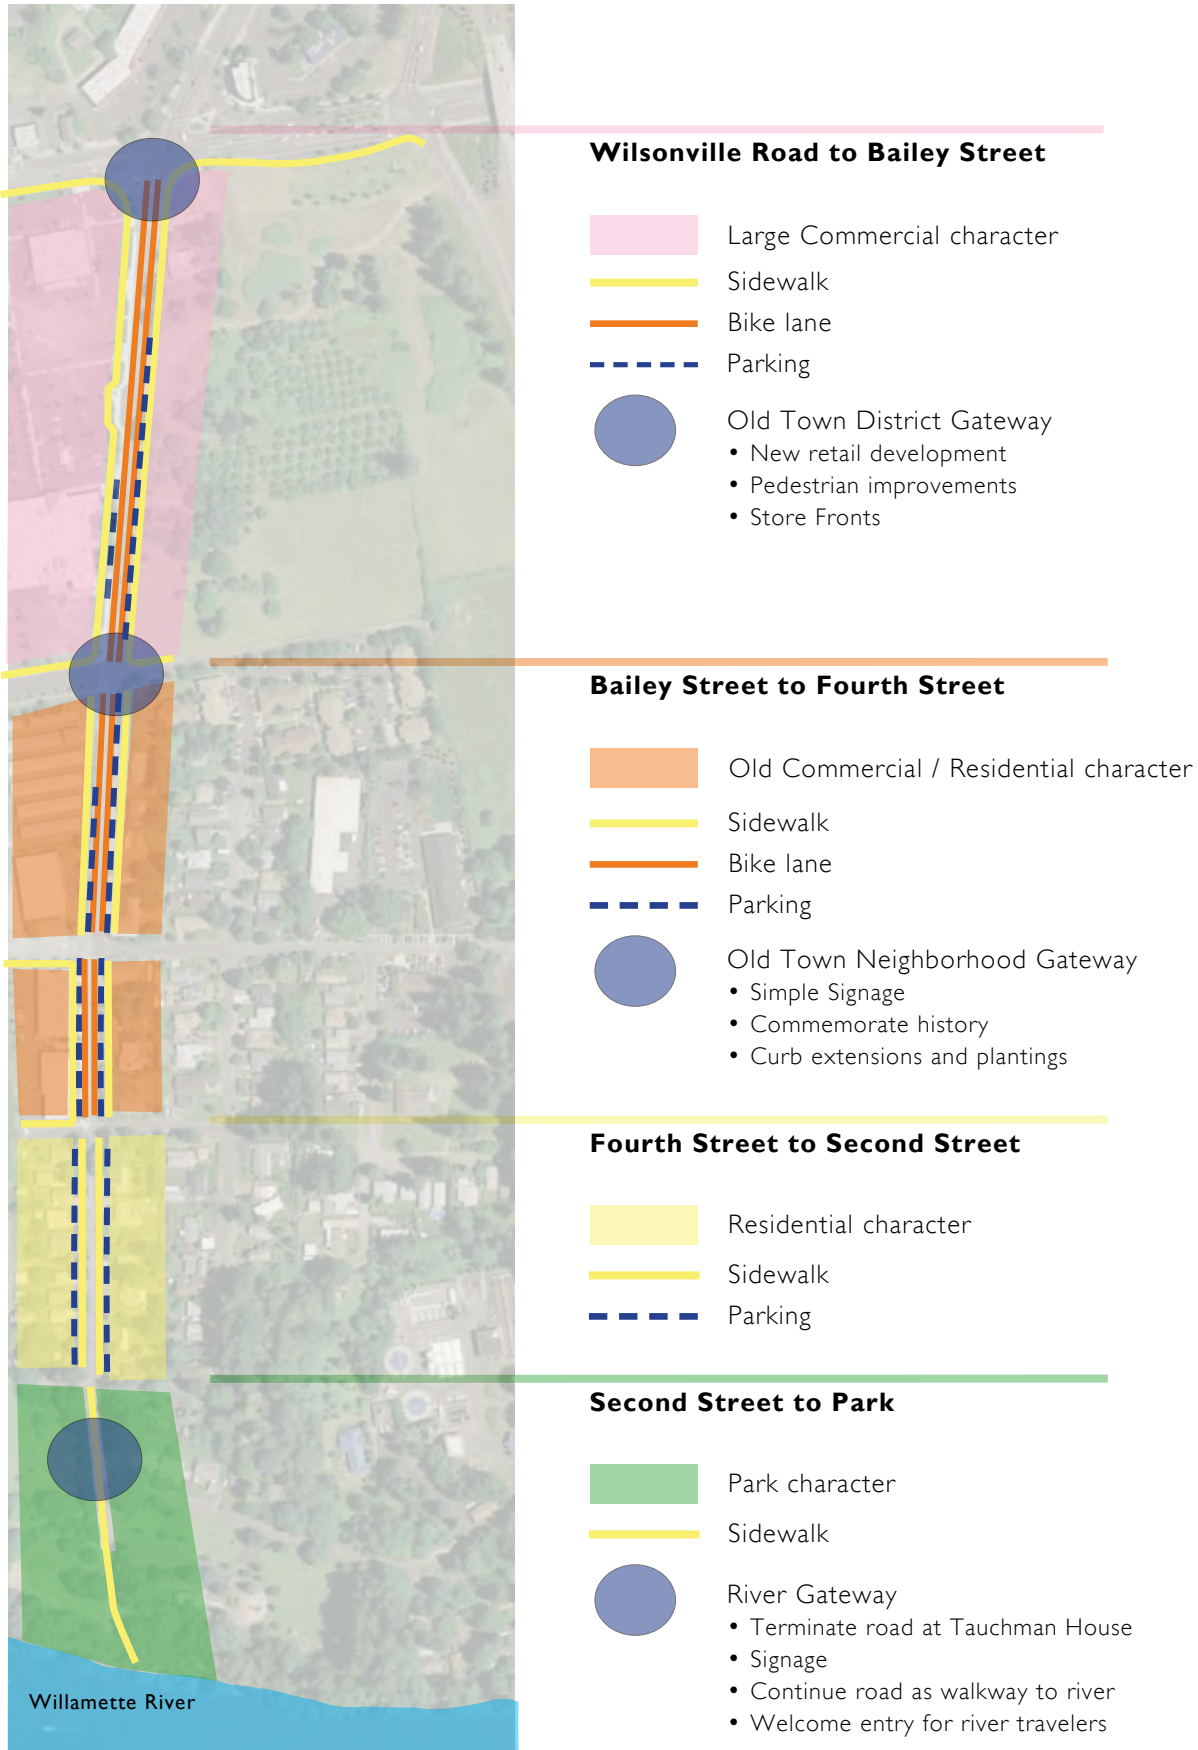 Wilsonville Road to Bailey Street
Large Commercial character
Sidewalk
Bike lane
Parking
Old Town District Gateway
• New retail development
• Pedestrian improvements
• Store Fronts
Bailey Street to Fourth Street
Old Commercial / Residential character
Sidewalk
Bike lane
Parking
Old Town Neighborhood Gateway
• Simple Signage
• Commemorate history
• Curb extensions and plantings
Fourth Street to Second Street
Residential character
Sidewalk
Parking
Second Street to Park
Park character
Sidewalk
River Gateway
• Terminate road at Tauchman House
• Signage
• Continue road as walkway to river
• Welcome entry for river travelers
Willamette River